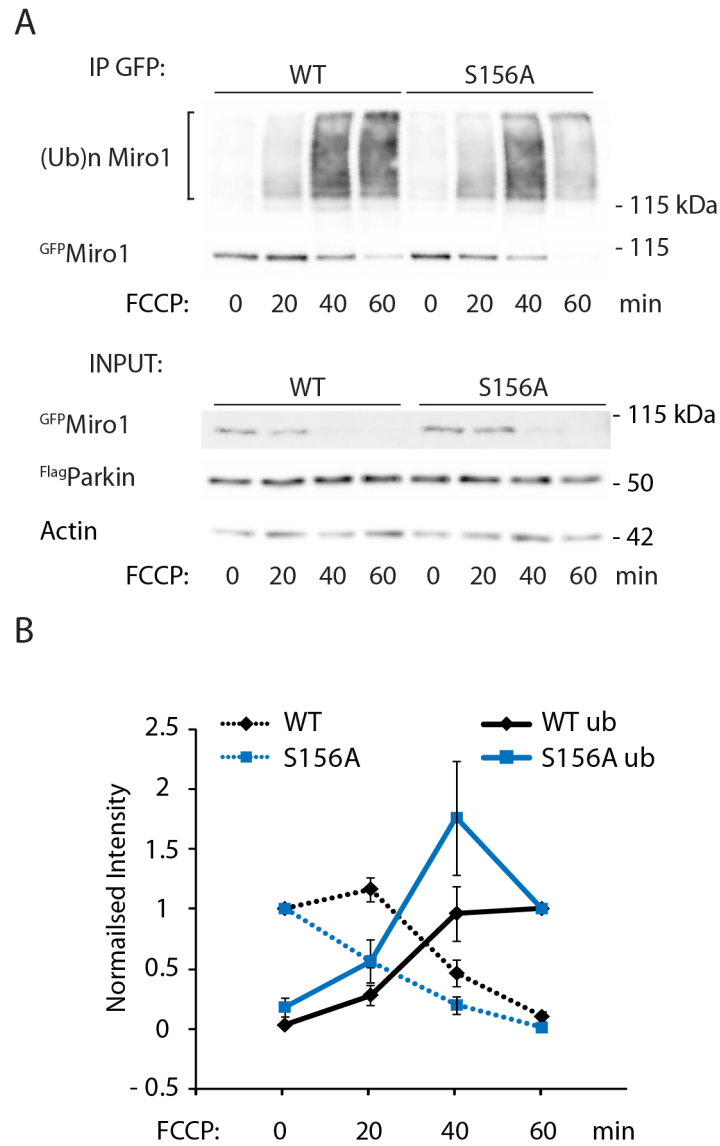 A
IP GFP: WT S156A
(Ub)n Miro1
- 115 kDa
GFPMiro1 - 115
FCCP: 0 20 40 60 0 20 40 60 min
INPUT:
WT S156A
GFPMiro1 - 115 kDa
FlagParkin - 50
Actin - 42
FCCP: 0 20 40 60 0 20 40 60 min
B
WT WT ub
S156A S156A ub
Normailsed Intensity
2.5
2
1.5
1
0.5
0
- 0.5
FCCP: 0 20 40 60 min